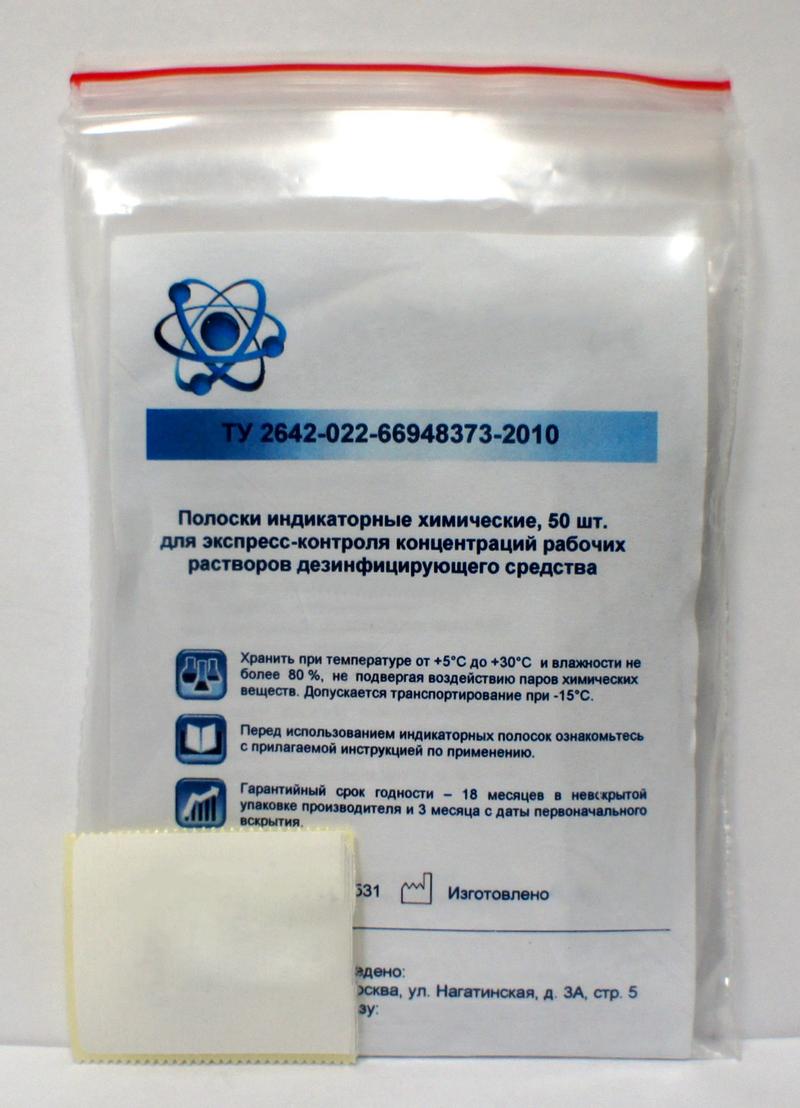 ТУ 2642-022-66948373-2010
Полоски индикаторные химические, 50 шт.
для экспресс-контроля концентраций рабочих
растворов дезинфицирующего средства
Хранить при температуре от +5°С до +30°С и влажности не
более 80 %, не подвергая воздействию паров химических
веществ. Допускается транспортирование при -15°С.
Перед использованием индикаторных полосок ознакомьтесь
с прилагаемой инструкцией по применению.
Гарантийный срок годности – 18 месяцев в невскрытой
упаковке производителя и 3 месяца с даты первоначального
вскрытия.
531 Изготовлено
ул. Нагатинская, д. 3А, стр. 5